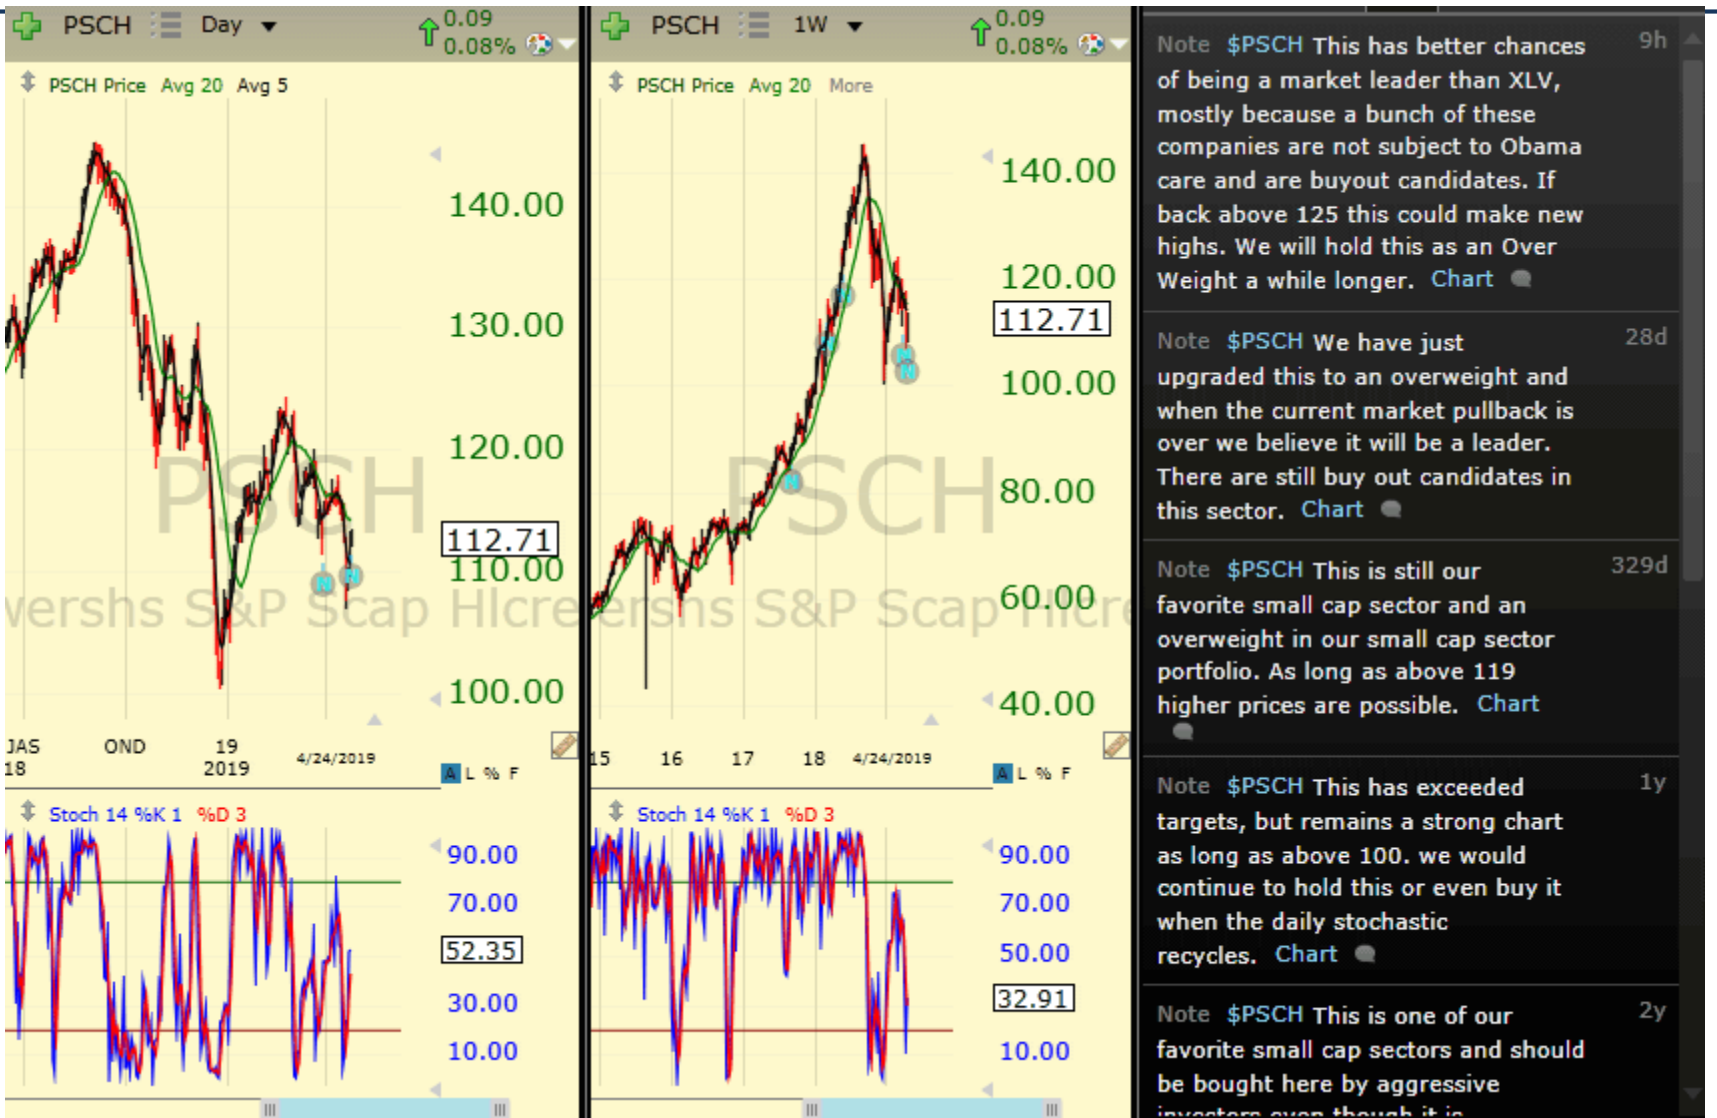 PSCH Day 0.09
0.08%
PSCH Price Avg 20 Avg 5
140.00
130.00
120.00
PSCH
112.71
110.00
wershs S&P Scap Hlcre
100.00
JAS OND 19
18 2019 4/24/2019
A L % F
Stoch 14 %K 1 %D 3
90.00
70.00
52.35
30.00
10.00
PSCH 1W 0.09
0.08%
PSCH Price Avg 20 More
140.00
120.00
112.71
100.00
N
N
N
N
N
80.00
PSCH
60.00
ershs S&P Scap Hlcre
40.00
15 16 17 18 4/24/2019
A L % F
Stoch 14 %K 1 %D 3
90.00
70.00
50.00
32.91
10.00
Note $PSCH This has better chances 9h
of being a market leader than XLV,
mostly because a bunch of these
companies are not subject to Obama
care and are buyout candidates. If
back above 125 this could make new
highs. We will hold this as an Over
Weight a while longer. Chart
Note $PSCH We have just 28d
upgraded this to an overweight and
when the current market pullback is
over we believe it will be a leader.
There are still buy out candidates in
this sector. Chart
Note $PSCH This is still our 329d
favorite small cap sector and an
overweight in our small cap sector
portfolio. As long as above 119
higher prices are possible. Chart
Note $PSCH This has exceeded 1y
targets, but remains a strong chart
as long as above 100. we would
continue to hold this or even buy it
when the daily stochastic
recycles. Chart
Note $PSCH This is one of our 2y
favorite small cap sectors and should
be bought here by aggressive
investors even though it is